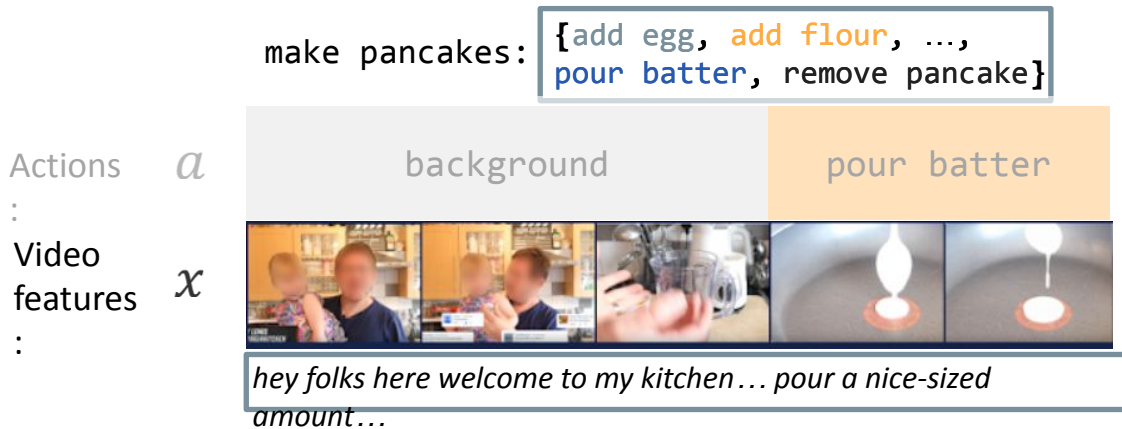 make pancakes:
{add egg, add flour, …,
pour batter, remove pancake}
Actions
:
a
background
pour batter
Video
features
:
x
hey folks here welcome to my kitchen… pour a nice-sized
amount…